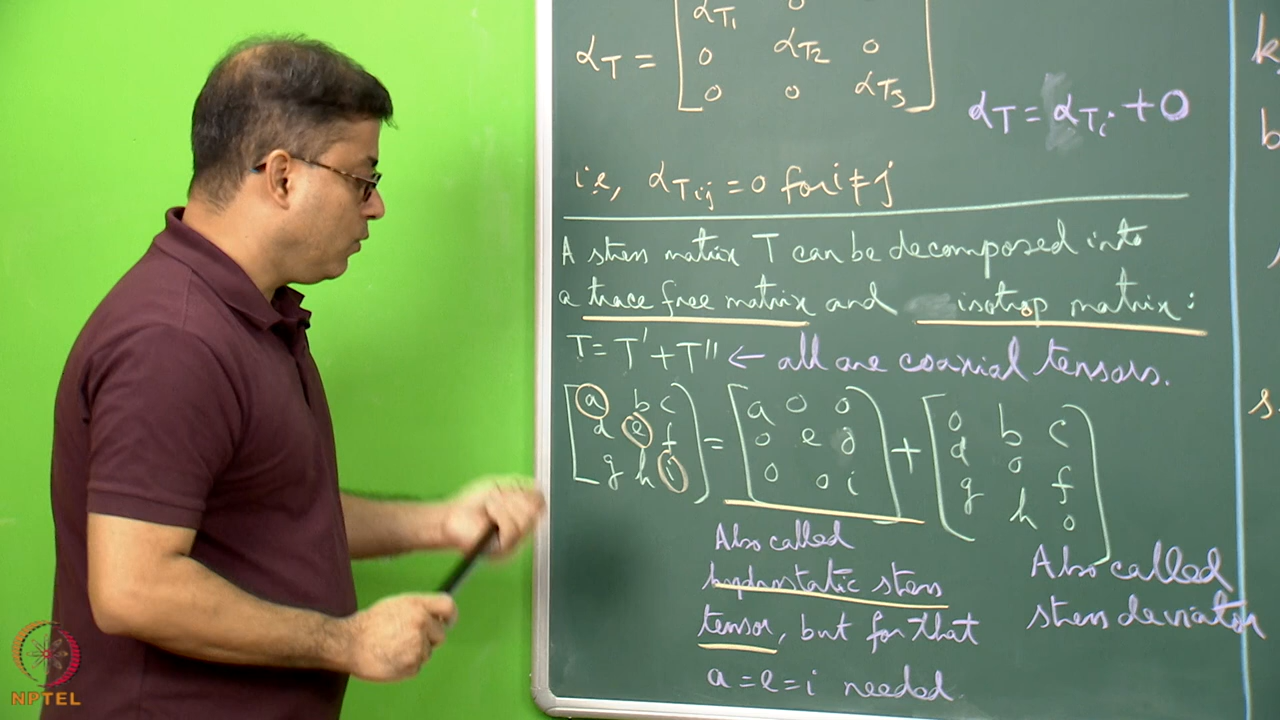 αT1 0
αT = 0 αT2 0
0 0 αT3
αT = αTi + 0
i.e, αTij = 0 for i ≠ j
A stress matrix T can be decomposed into
a trace free matrix and isotrop matrix:
T = T' + T" ← all are coaxial tensors.
a b c a 0 0 0 b c
d e f = 0 e 0 + d 0 f
g h i 0 0 i g h 0
Also called
hydrostatic stress
tensor, but for that
a = e = i needed.
Also called
stress deviator
k
b
s
NPTEL